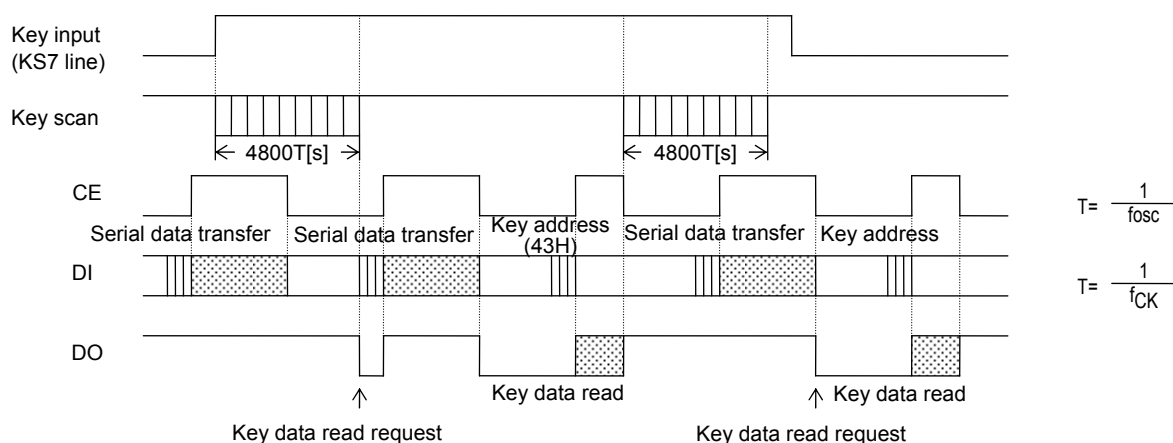 Key input
(KS7 line)
Key scan
4800T[s] 4800T[s]
CE
T= 1/fosc
Serial data transfer Serial data transfer Key address (43H) Serial data transfer Key address
DI
T= 1/fCK
DO
Key data read Key data read
Key data read request Key data read request